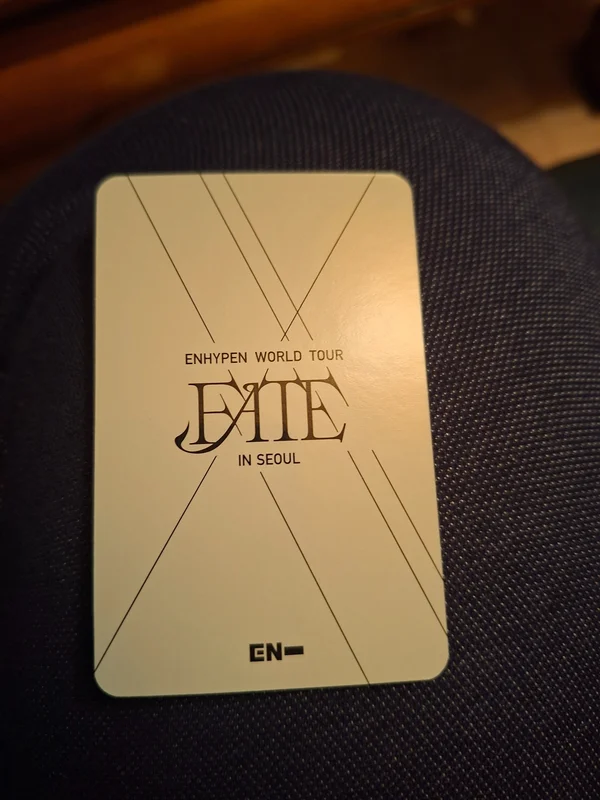 ENHYPEN WORLD TOUR
FATE
IN SEOUL
EN-